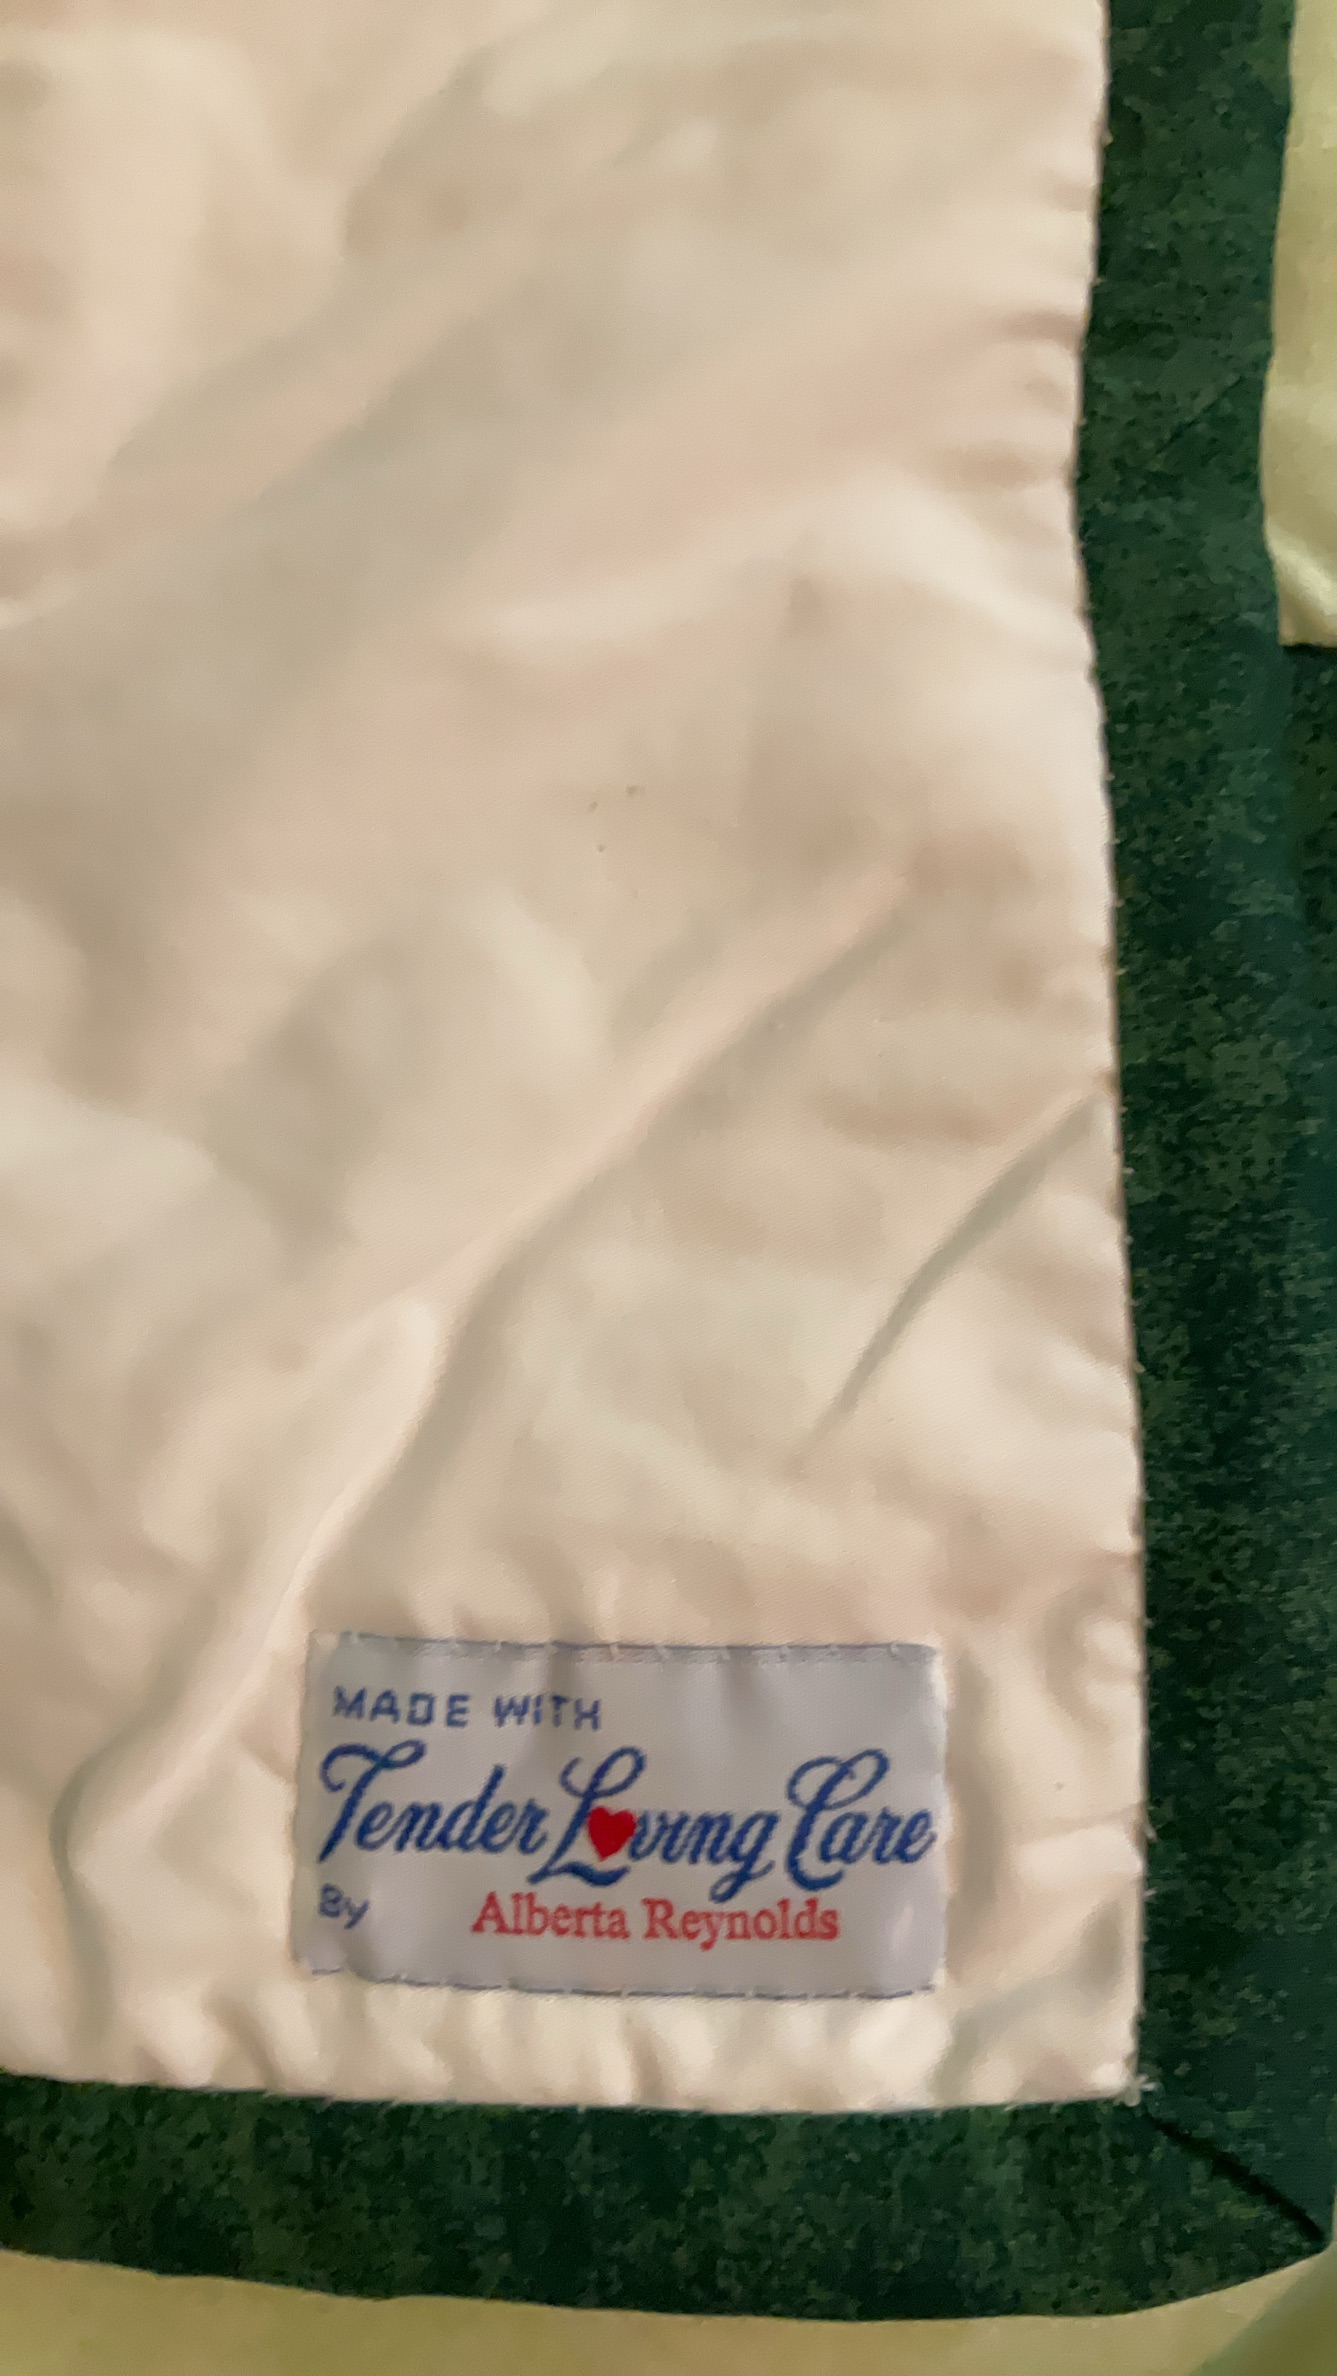 MADE WITH
Tender Loving Care
By Alberta Reynolds